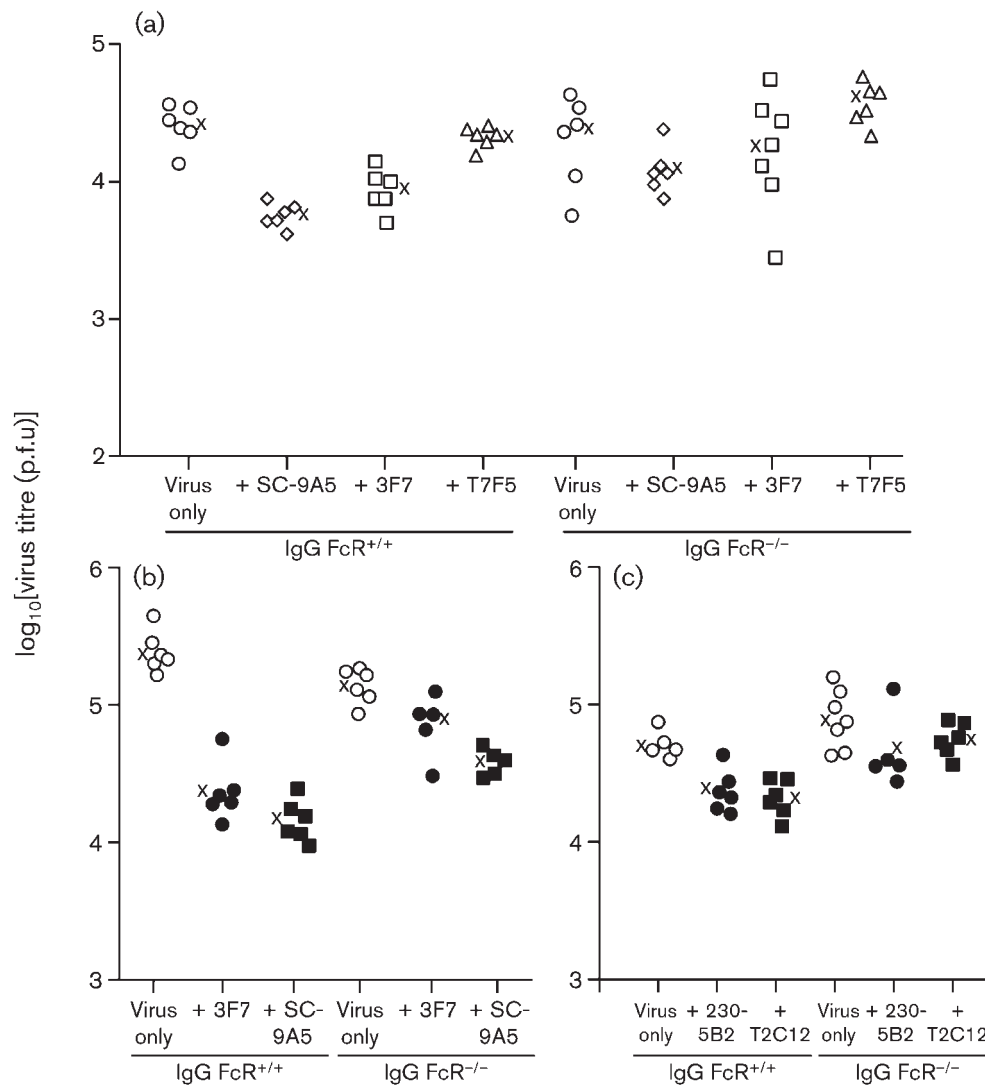 (a)
log10[virus titre (p.f.u)]
5
4
3
2
Virus only + SC-9A5 + 3F7 + T7F5 Virus only + SC-9A5 + 3F7 + T7F5
IgG FcR+/+ IgG FcR−/−
(b)
6
5
4
3
Virus only + 3F7 + SC-9A5 Virus only + 3F7 + SC-9A5
IgG FcR+/+ IgG FcR−/−
(c)
6
5
4
3
Virus only + 230-5B2 + T2C12 Virus only + 230-5B2 + T2C12
IgG FcR+/+ IgG FcR−/−